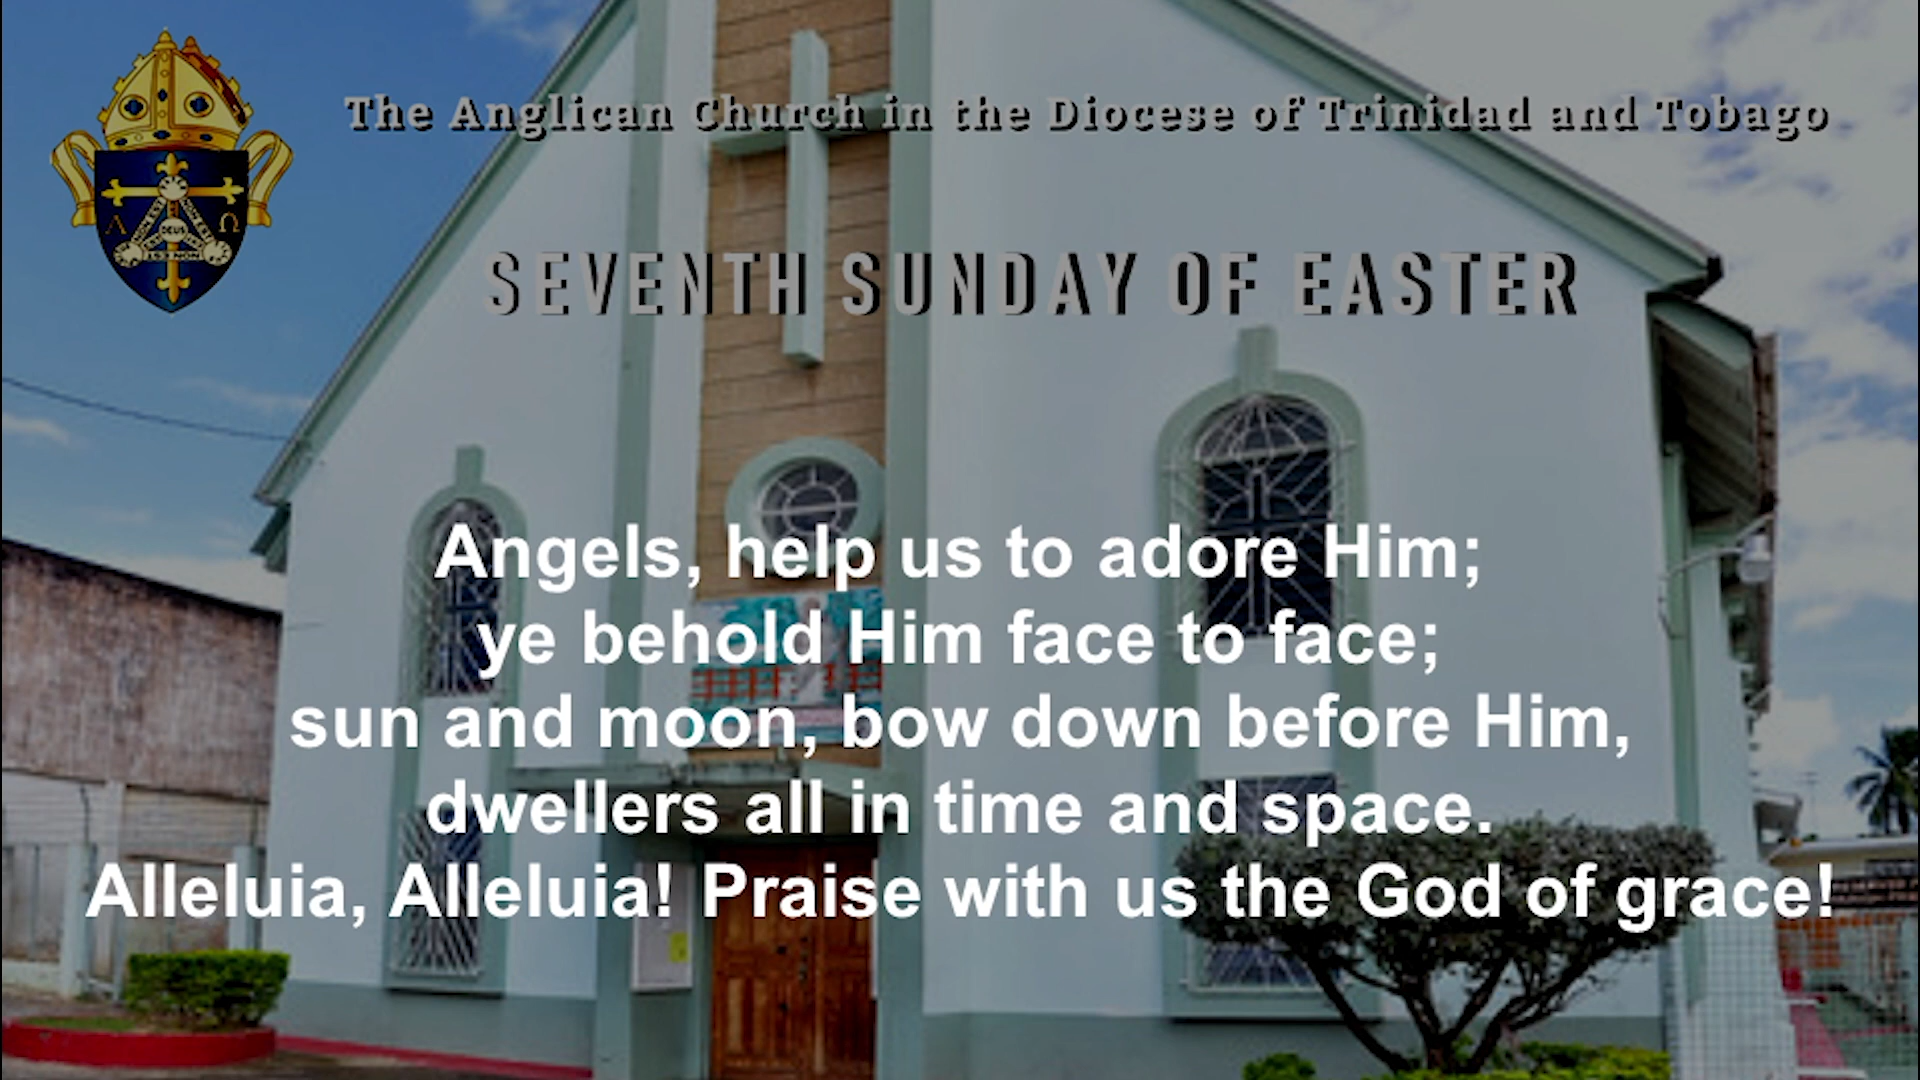 The Anglican Church in the Diocese of Trinidad and Tobago
SEVENTH SUNDAY OF EASTER
Α Ω
DEUS
Angels, help us to adore Him;
ye behold Him face to face;
sun and moon, bow down before Him,
dwellers all in time and space.
Alleluia, Alleluia! Praise with us the God of grace!